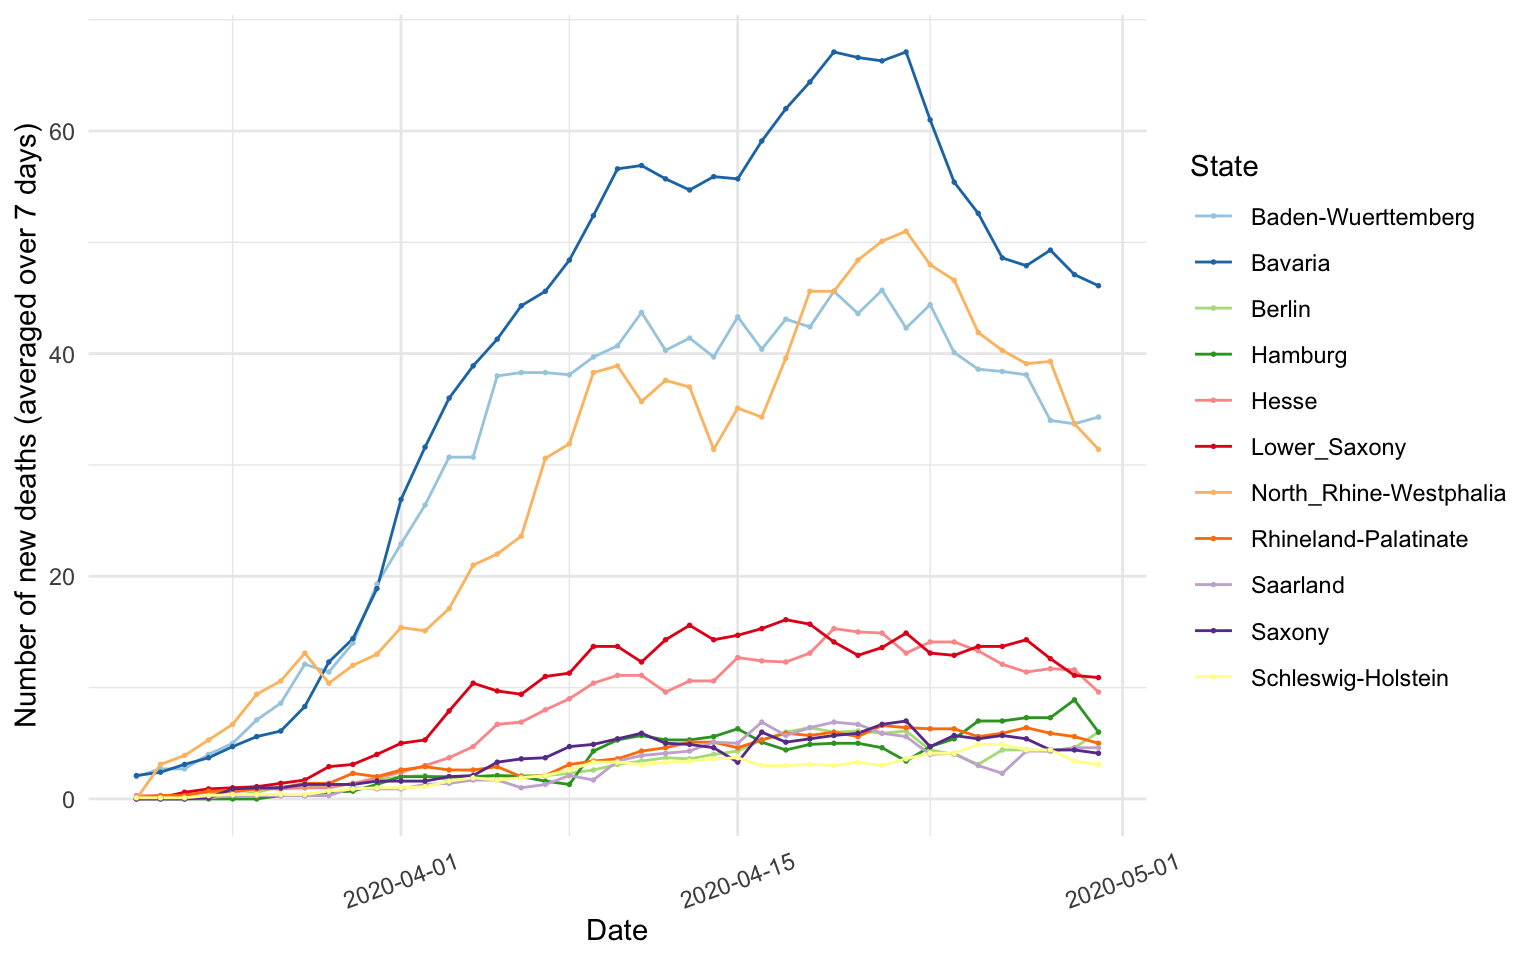 Number of new deaths (averaged over 7 days)
60
40
20
0
2020-04-01
2020-04-15
2020-05-01
Date
State
Baden-Wuerttemberg
Bavaria
Berlin
Hamburg
Hesse
Lower_Saxony
North_Rhine-Westphalia
Rhineland-Palatinate
Saarland
Saxony
Schleswig-Holstein